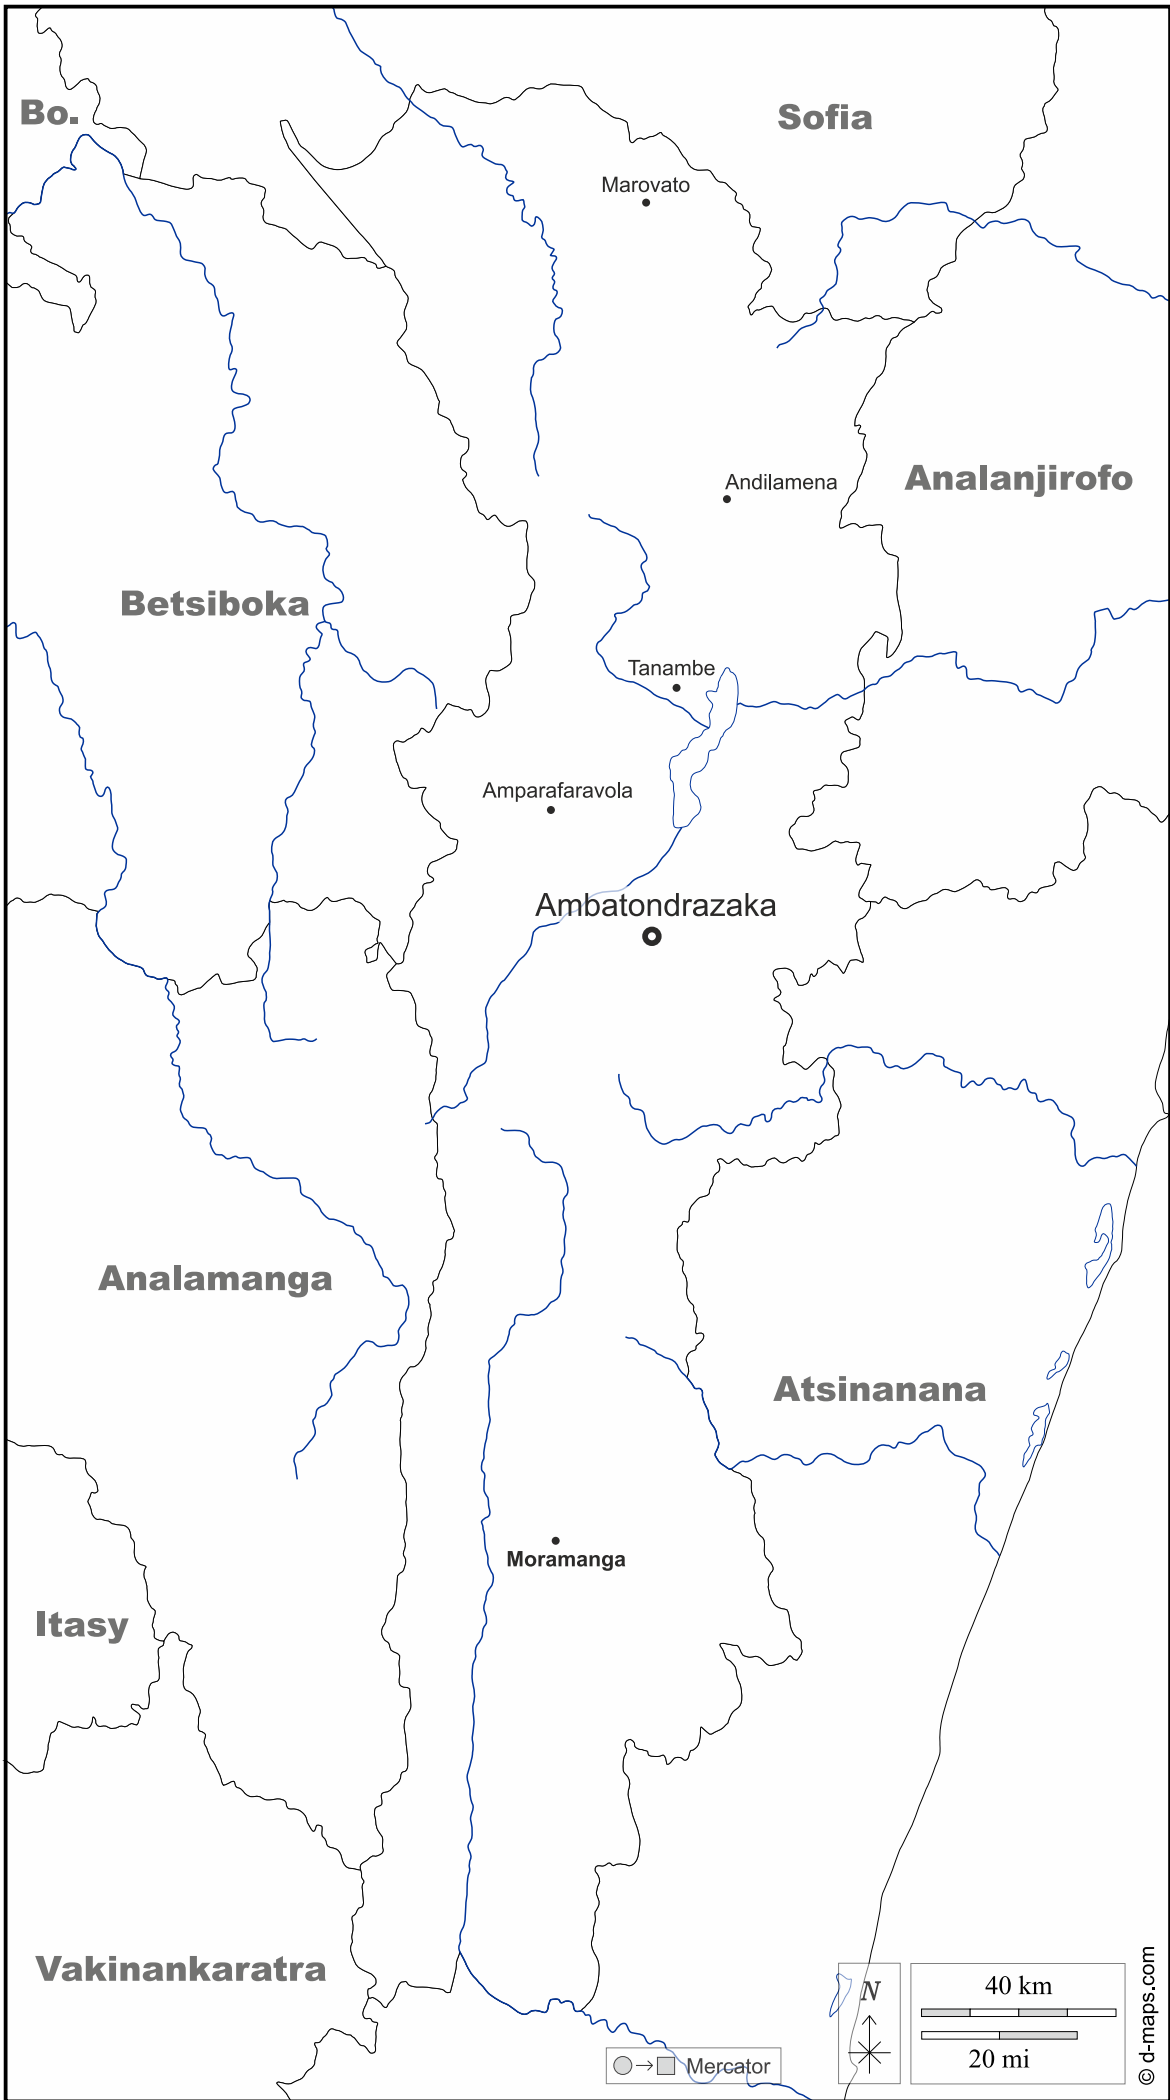 Bo.
Sofia
Marovato
Andilamena
Analanjirofo
Betsiboka
Tanambe
Amparafaravola
Ambatondrazaka
Analamanga
Atsinanana
Moramanga
Itasy
Vakinankaratra
N
40 km
20 mi
Mercator
© d-maps.com